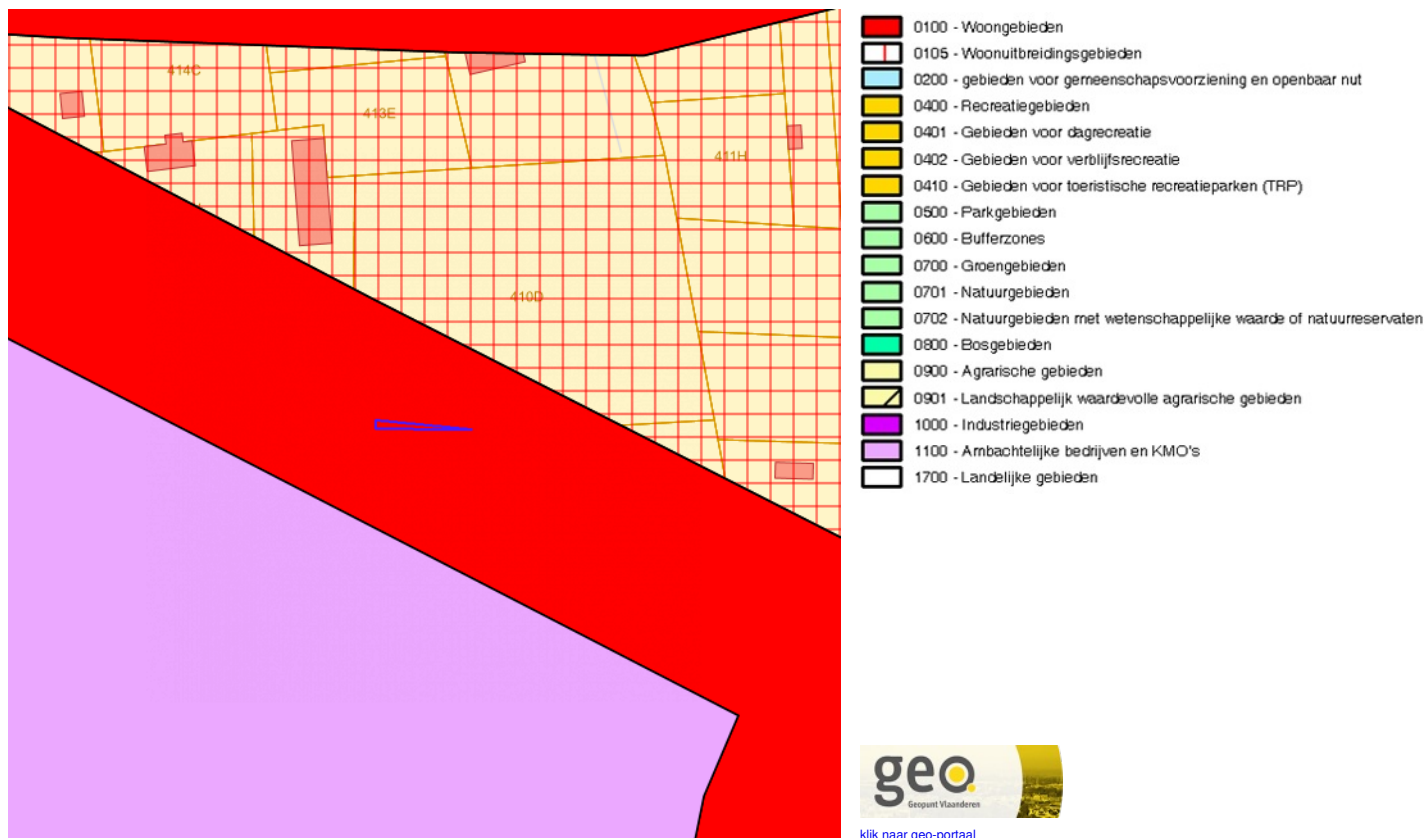 414C
413E
411H
410D
0100 - Woongebieden
0105 - Woonuitbreidingsgebieden
0200 - gebieden voor gemeenschapsvoorziening en openbaar nut
0400 - Recreatiegebieden
0401 - Gebieden voor dagrecreatie
0402 - Gebieden voor verblijfsrecreatie
0410 - Gebieden voor toeristische recreatieparken (TRP)
0500 - Parkgebieden
0600 - Bufferzones
0700 - Groengebieden
0701 - Natuurgebieden
0702 - Natuurgebieden met wetenschappelijke waarde of natuurreservaten
0800 - Bosgebieden
0900 - Agrarische gebieden
0901 - Landschappelijk waardevolle agrarische gebieden
1000 - Industriegebieden
1100 - Ambachtelijke bedrijven en KMO's
1700 - Landelijke gebieden
geo.
Geopunt Vlaanderen
klik naar geo-portaal